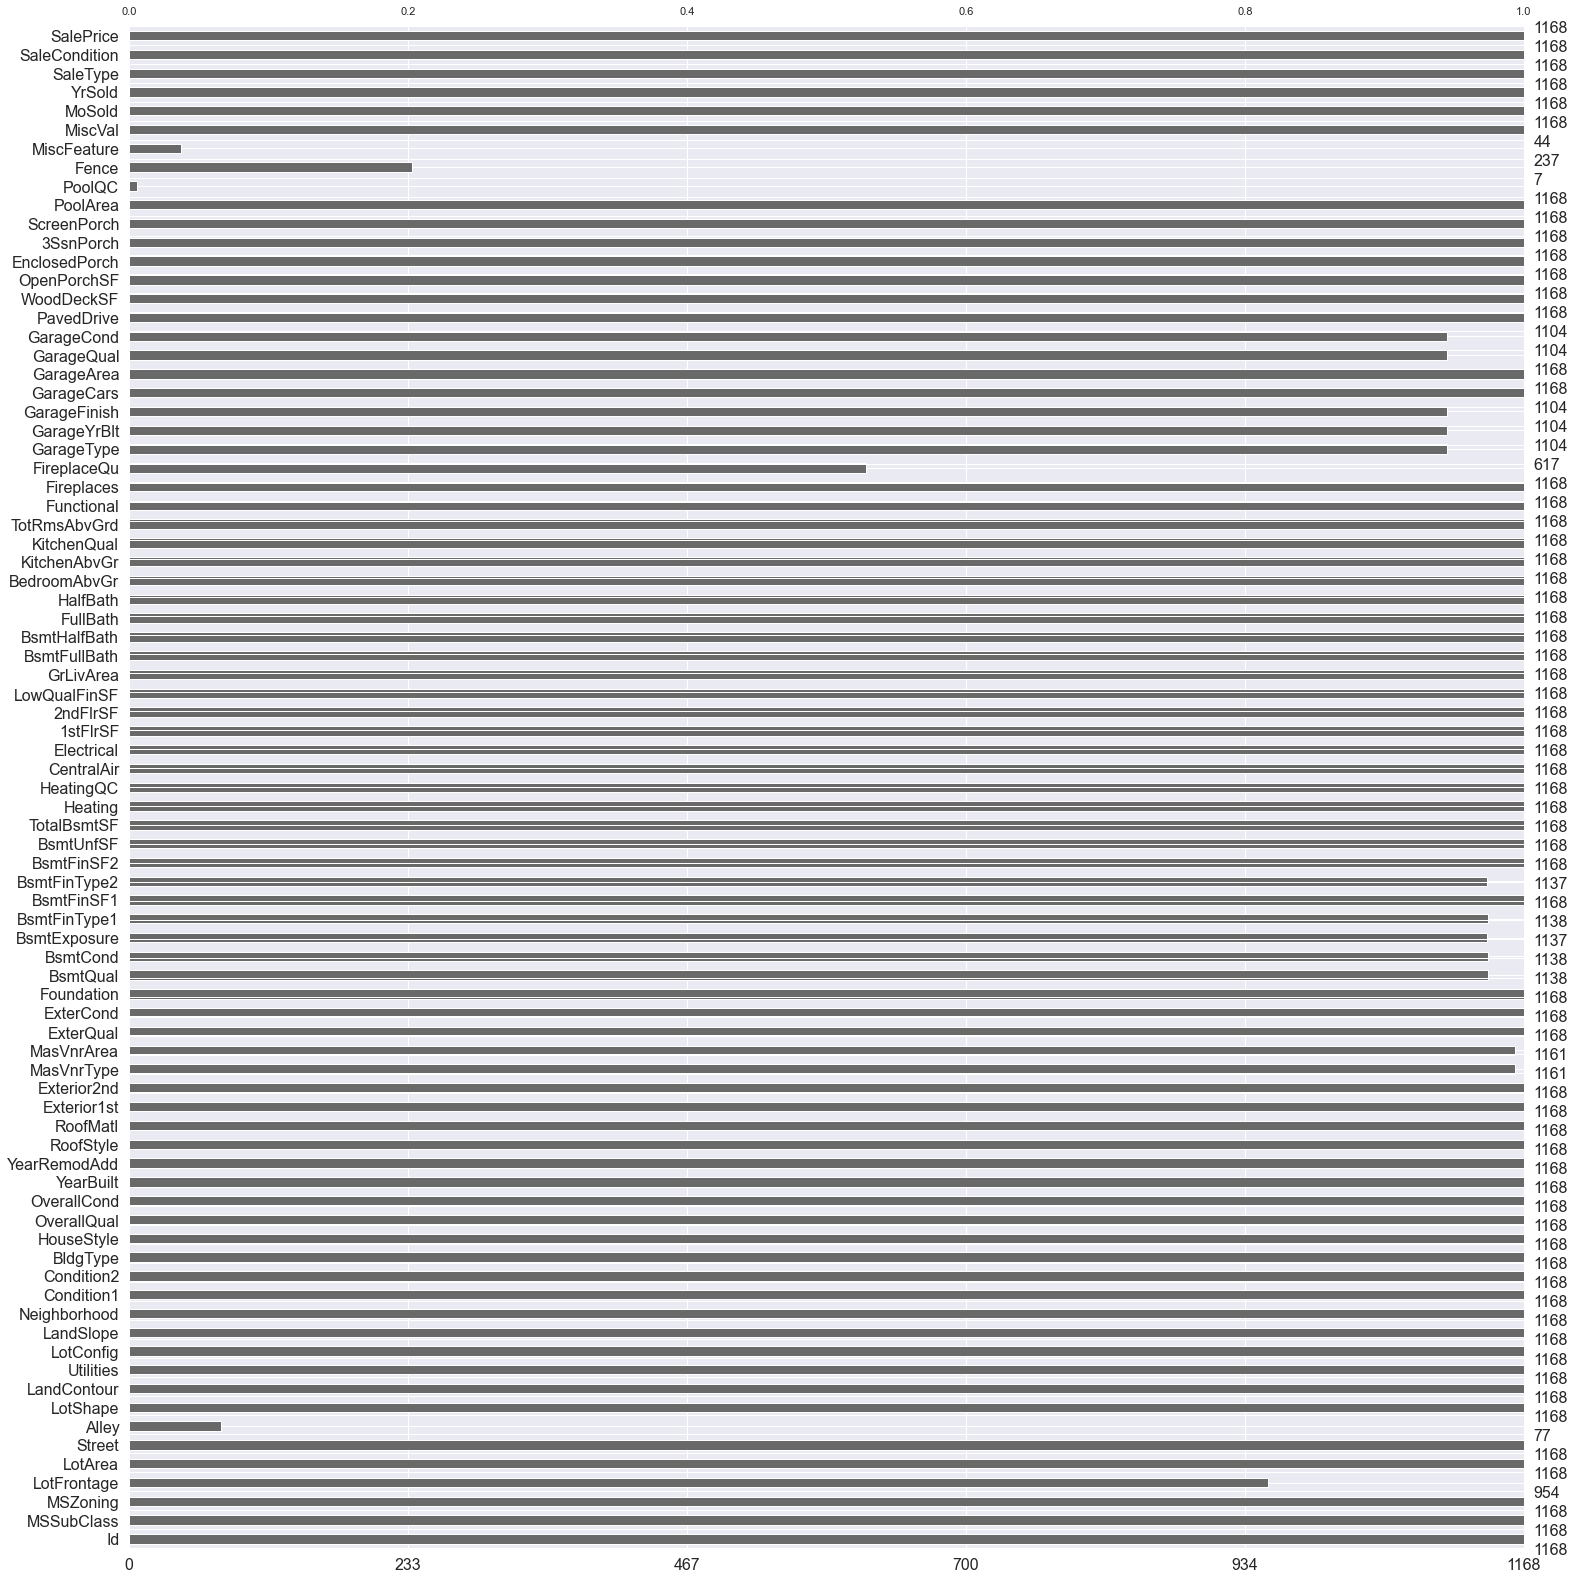 0.0 0.2 0.4 0.6 0.8 1.0
SalePrice 1168
SaleCondition 1168
SaleType 1168
YrSold 1168
MoSold 1168
MiscVal 1168
MiscFeature 44
Fence 237
PoolQC 7
PoolArea 1168
ScreenPorch 1168
3SsnPorch 1168
EnclosedPorch 1168
OpenPorchSF 1168
WoodDeckSF 1168
PavedDrive 1168
GarageCond 1104
GarageQual 1104
GarageArea 1168
GarageCars 1168
GarageFinish 1104
GarageYrBlt 1104
GarageType 1104
FireplaceQu 617
Fireplaces 1168
Functional 1168
TotRmsAbvGrd 1168
KitchenQual 1168
KitchenAbvGr 1168
BedroomAbvGr 1168
HalfBath 1168
FullBath 1168
BsmtHalfBath 1168
BsmtFullBath 1168
GrLivArea 1168
LowQualFinSF 1168
2ndFlrSF 1168
1stFlrSF 1168
Electrical 1168
CentralAir 1168
HeatingQC 1168
Heating 1168
TotalBsmtSF 1168
BsmtUnfSF 1168
BsmtFinSF2 1168
BsmtFinType2 1137
BsmtFinSF1 1168
BsmtFinType1 1138
BsmtExposure 1137
BsmtCond 1138
BsmtQual 1138
Foundation 1168
ExterCond 1168
ExterQual 1168
MasVnrArea 1161
MasVnrType 1161
Exterior2nd 1168
Exterior1st 1168
RoofMatl 1168
RoofStyle 1168
YearRemodAdd 1168
YearBuilt 1168
OverallCond 1168
OverallQual 1168
HouseStyle 1168
BldgType 1168
Condition2 1168
Condition1 1168
Neighborhood 1168
LandSlope 1168
LotConfig 1168
Utilities 1168
LandContour 1168
LotShape 1168
Alley 77
Street 1168
LotArea 1168
LotFrontage 954
MSZoning 1168
MSSubClass 1168
Id 1168
0 233 467 700 934 1168